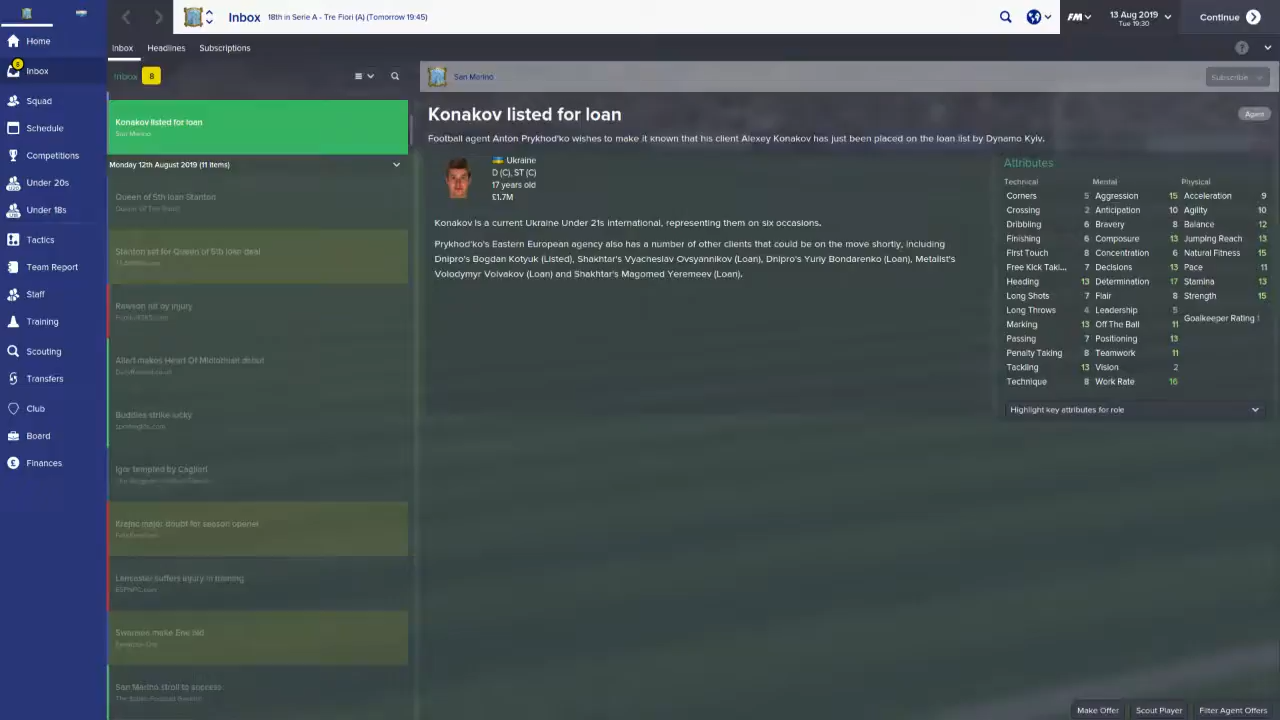 Inbox 18th in Serie A - Tre Fiori (A) (Tomorrow 19:45)
FM
13 Aug 2019
Tue 19:30
Continue
Home
8
Inbox
Squad
Schedule
Competitions
Under 20s
Under 18s
Tactics
Team Report
Staff
Training
Scouting
Transfers
Club
Board
Finances
Inbox Headlines Subscriptions
Inbox 8
Konakov listed for loan
San Marino
Monday 12th August 2019 (11 items)
Queen of Sth loan Stanton
Queen Of The South
Stanton set for Queen of Sth loan deal
Rawson hit by injury
Allart makes Heart Of Midlothian debut
Buddies strike lucky
Igor tempted by Cagliari
Krajnc major doubt for season opener
Lancaster suffers injury in training
ESPNFC.com
Swansea make Ene bid
San Marino stroll to success
San Marino
Subscribe
Konakov listed for loan
Agent
Football agent Anton Prykhod'ko wishes to make it known that his client Alexey Konakov has just been placed on the loan list by Dynamo Kyiv.
Ukraine
D (C), ST (C)
17 years old
£1.7M
Konakov is a current Ukraine Under 21s international, representing them on six occasions.
Prykhod'ko's Eastern European agency also has a number of other clients that could be on the move shortly, including
Dnipro's Bogdan Kotyuk (Listed), Shakhtar's Vyacheslav Ovsyannikov (Loan), Dnipro's Yuriy Bondarenko (Loan), Metalist's
Volodymyr Voivakov (Loan) and Shakhtar's Magomed Yeremeev (Loan).
Attributes
Technical Mental Physical
Corners 5 Aggression 15 Acceleration 9
Crossing 2 Anticipation 10 Agility 10
Dribbling 6 Bravery 8 Balance 12
Finishing 6 Composure 13 Jumping Reach 13
First Touch 8 Concentration 6 Natural Fitness 15
Free Kick Taki... 7 Decisions 13 Pace 11
Heading 13 Determination 17 Stamina 13
Long Shots 7 Flair 8 Strength 15
Long Throws 4 Leadership 5
Goalkeeper Rating 1
Marking 13 Off The Ball 11
Passing 7 Positioning 13
Penalty Taking 8 Teamwork 11
Tackling 13 Vision 2
Technique 8 Work Rate 16
Highlight key attributes for role
Make Offer Scout Player Filter Agent Offers